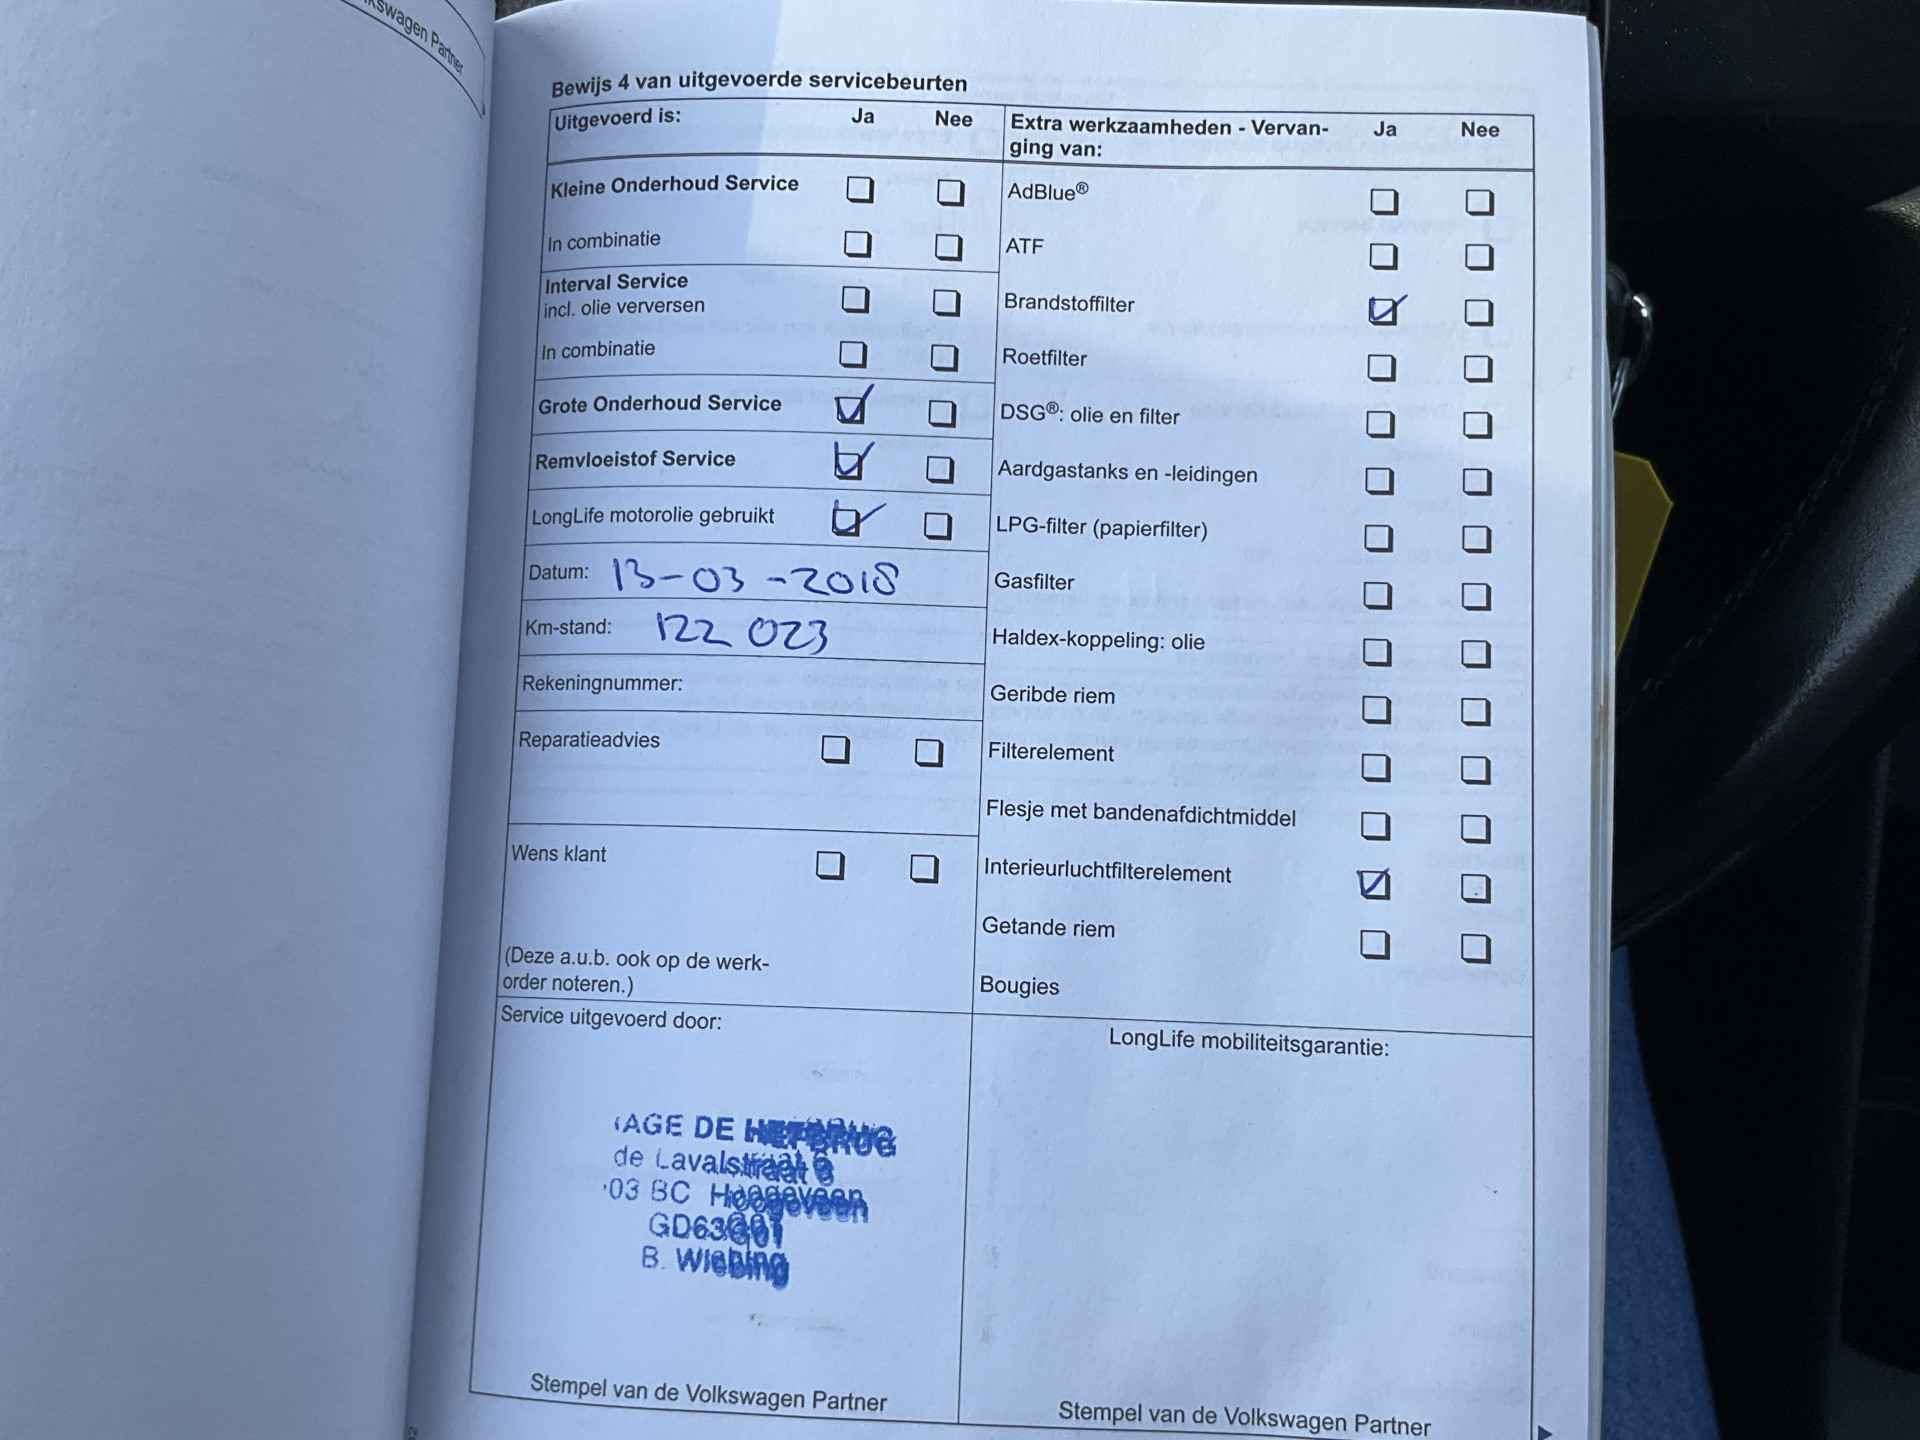 Volkswagen Partner
Bewijs 4 van uitgevoerde servicebeurten
Uitgevoerd is: Ja Nee
Kleine Onderhoud Service
In combinatie
Interval Service
incl. olie verversen
In combinatie
Grote Onderhoud Service
Remvloeistof Service
LongLife motorolie gebruikt
Datum: 13-03-2018
Km-stand: 122 023
Rekeningnummer:
Reparatieadvies
Wens klant
(Deze a.u.b. ook op de werk-
order noteren.)
Extra werkzaamheden - Vervan- Ja Nee
ging van:
AdBlue®
ATF
Brandstoffilter
Roetfilter
DSG®: olie en filter
Aardgastanks en -leidingen
LPG-filter (papierfilter)
Gasfilter
Haldex-koppeling: olie
Geribde riem
Filterelement
Flesje met bandenafdichtmiddel
Interieurluchtfilterelement
Getande riem
Bougies
Service uitgevoerd door:
AGE DE HEFBRUG
de Lavalstraat 6
03 BC Hoogeveen
GD63G01
B. Wiebing
Stempel van de Volkswagen Partner
LongLife mobiliteitsgarantie:
Stempel van de Volkswagen Partner